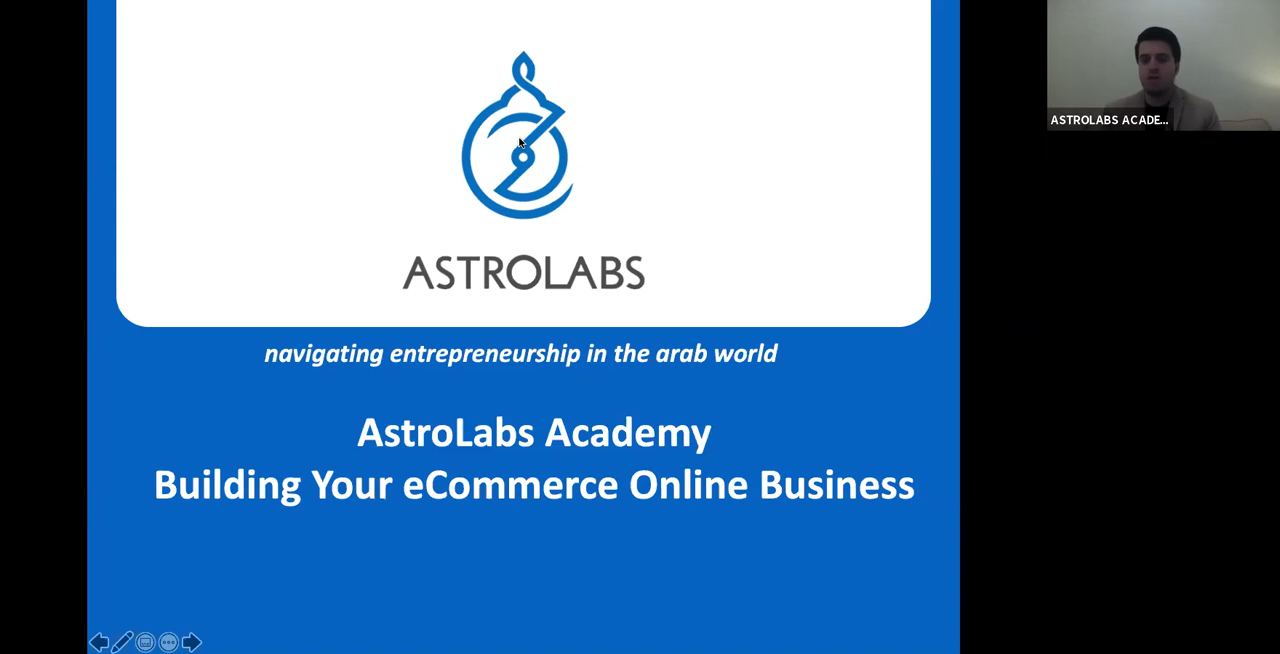 ASTROLABS
navigating entrepreneurship in the arab world
AstroLabs Academy
Building Your eCommerce Online Business
ASTROLABS ACADE...